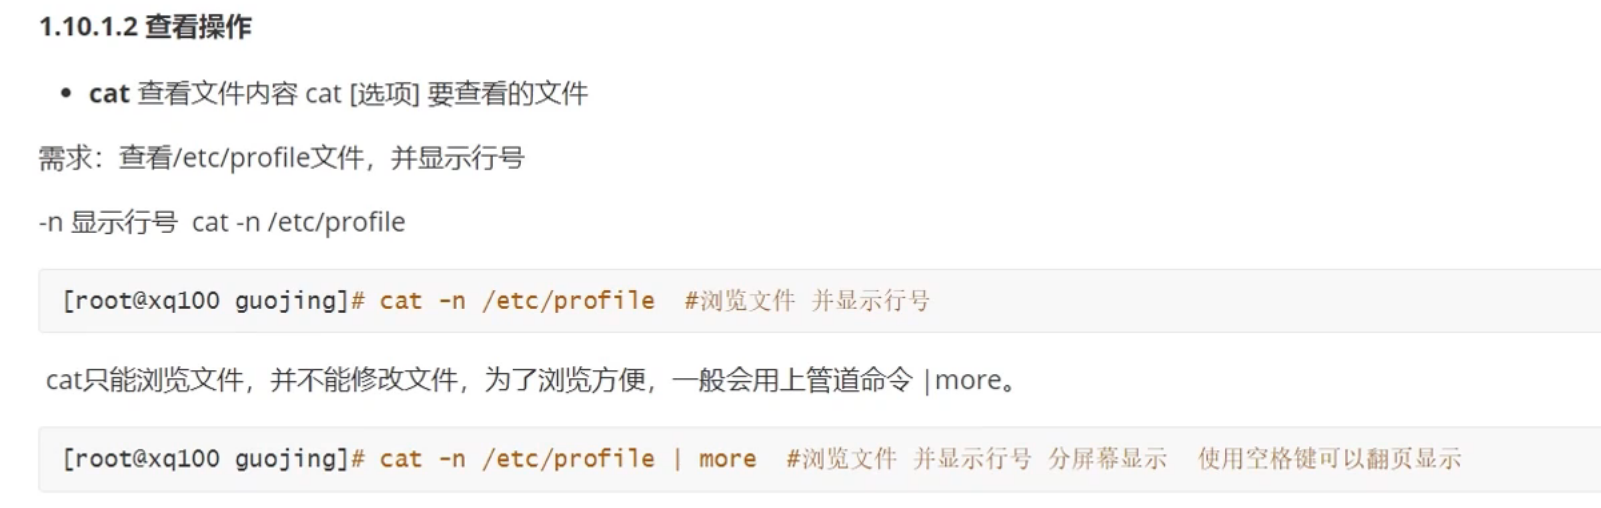 1.10.1.2 查看操作
• cat 查看文件内容 cat [选项] 要查看的文件
需求：查看/etc/profile文件，并显示行号
-n 显示行号 cat -n /etc/profile
[root@xq100 guojing]# cat -n /etc/profile  #浏览文件 并显示行号
cat只能浏览文件，并不能修改文件，为了浏览方便，一般会用上管道命令 |more。
[root@xq100 guojing]# cat -n /etc/profile | more  #浏览文件 并显示行号 分屏幕显示  使用空格键可以翻页显示